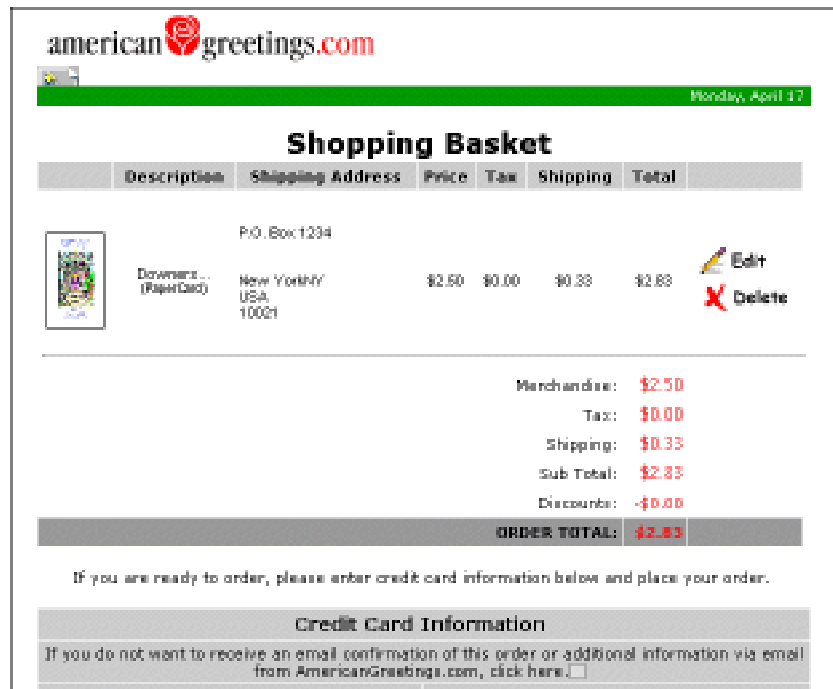 american greetings.com
Monday, April 17
Shopping Basket
Description Shipping Address Price Tax Shipping Total
P.O. Box 1234
Downers...
(PaperCard)
New YorkNY
USA
10021
$2.50 $0.00 $0.33 $2.83
Edit
Delete
Merchandise: $2.50
Tax: $0.00
Shipping: $0.33
Sub Total: $2.83
Discounts: -$0.00
ORDER TOTAL: $2.83
If you are ready to order, please enter credit card information below and place your order.
Credit Card Information
If you do not want to receive an email confirmation of this order or additional information via email
from AmericanGreetings.com, click here.